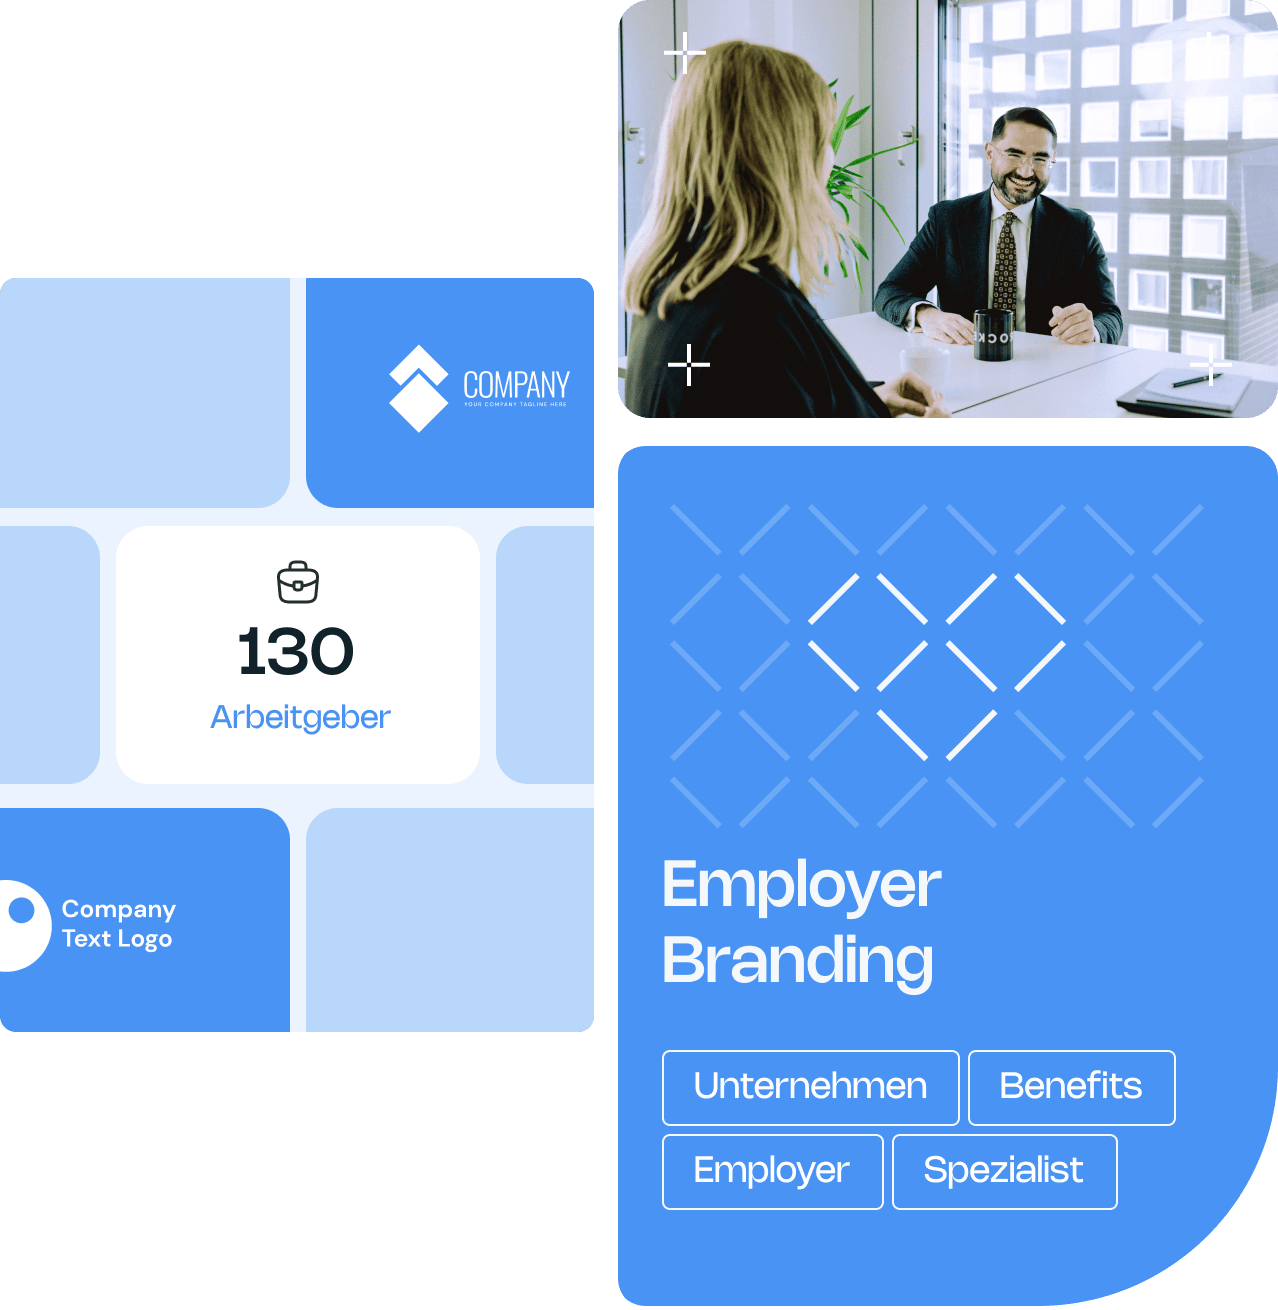 COMPANY
YOUR COMPANY TAGLINE HERE
130
Arbeitgeber
Company
Text Logo
Employer
Branding
Unternehmen
Benefits
Employer
Spezialist